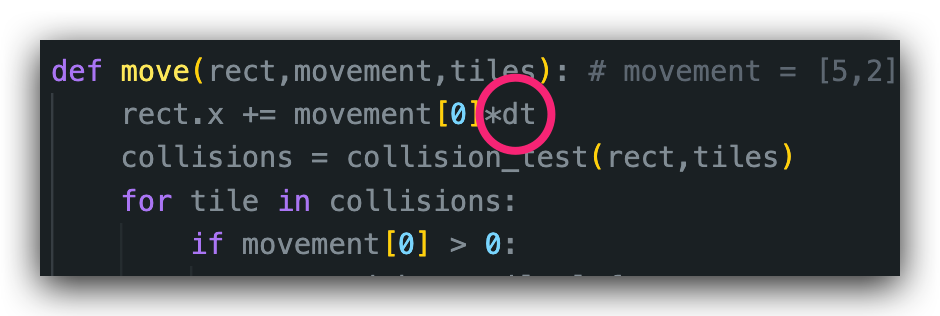 def move(rect,movement,tiles): # movement = [5,2]
rect.x += movement[0]*dt
collisions = collision_test(rect,tiles)
for tile in collisions:
if movement[0] > 0: